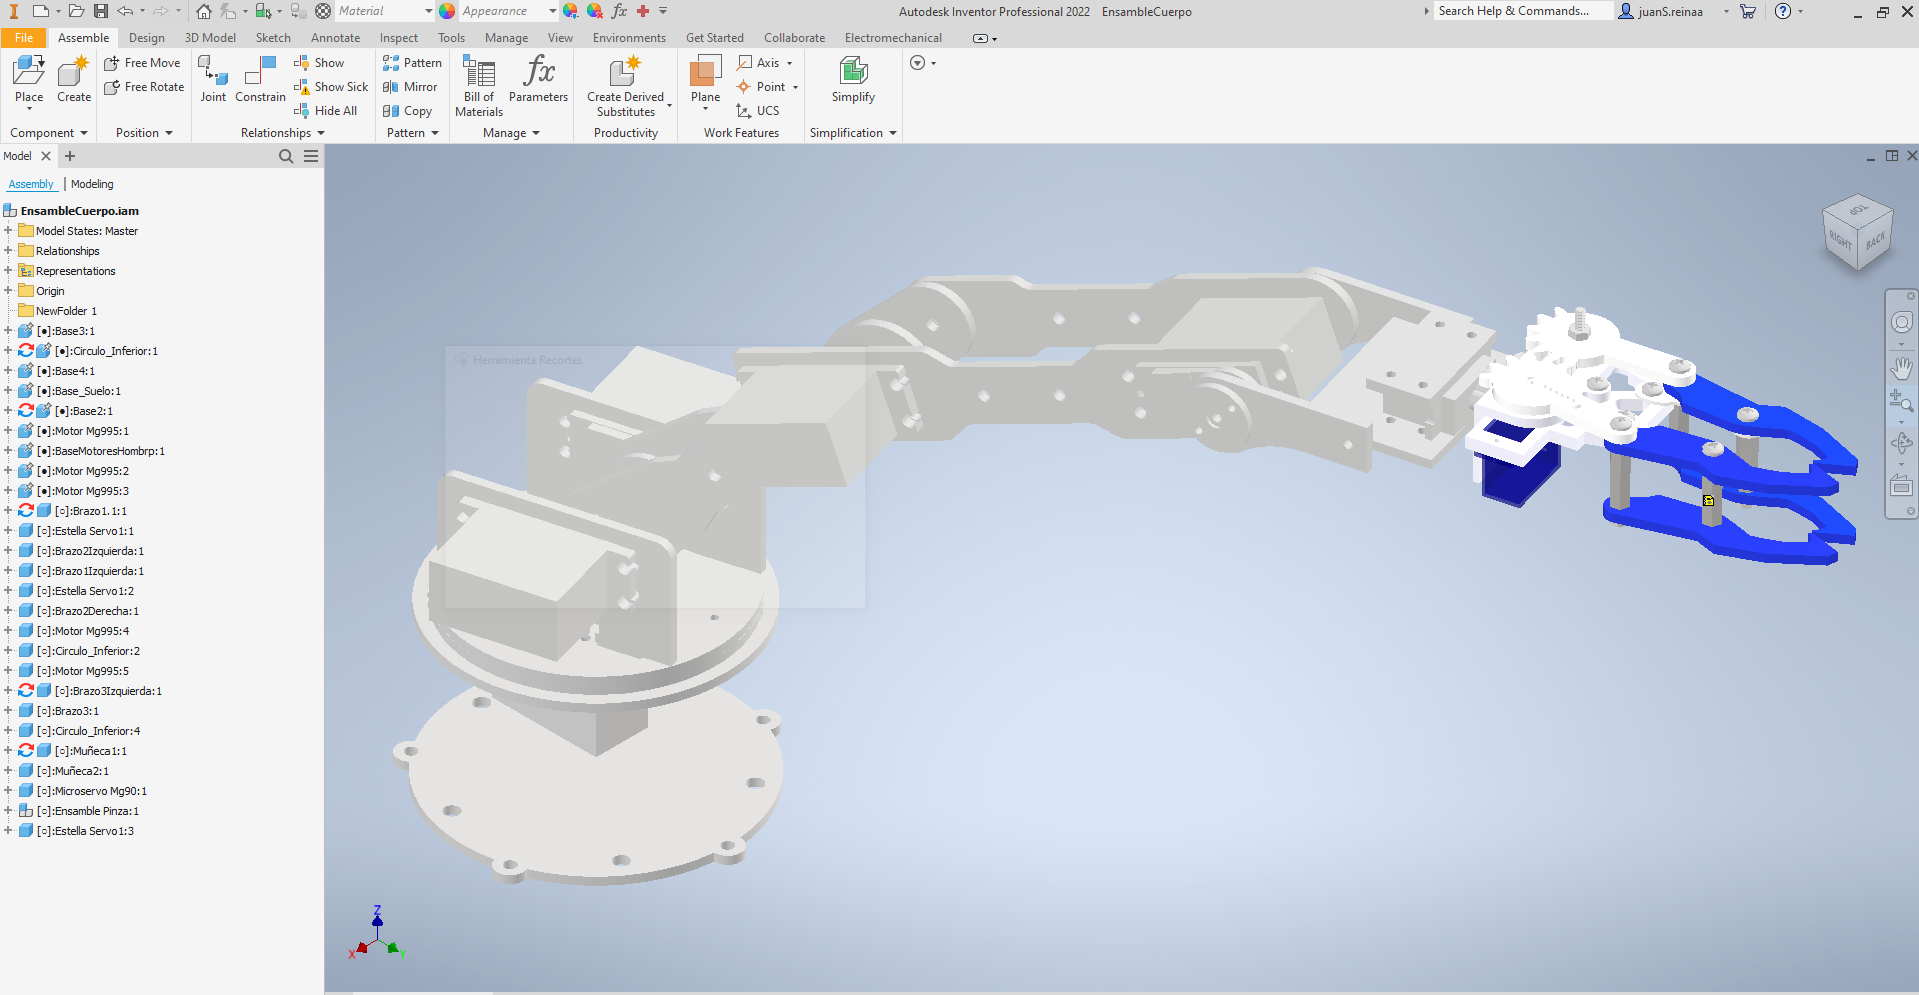 Material
Appearance
Autodesk Inventor Professional 2022 EnsambleCuerpo
Search Help & Commands...
juanS.reinaa
File Assemble Design 3D Model Sketch Annotate Inspect Tools Manage View Environments Get Started Collaborate Electromechanical
Place
Create
Free Move
Free Rotate
Joint
Constrain
Show
Show Sick
Hide All
Pattern
Mirror
Copy
Bill of
Materials
Parameters
Create Derived
Substitutes
Plane
Axis
Point
UCS
Simplify
Component Position Relationships Pattern Manage Productivity Work Features Simplification
Model
Assembly | Modeling
EnsambleCuerpo.iam
Model States: Master
Relationships
Representations
Origin
NewFolder 1
[●]:Base3:1
[●]:Circulo_Inferior:1
[●]:Base4:1
[●]:Base_Suelo:1
[●]:Base2:1
[●]:Motor Mg995:1
[●]:BaseMotoresHombrp:1
[●]:Motor Mg995:2
[●]:Motor Mg995:3
[○]:Brazo1.1:1
[○]:Estella Servo1:1
[○]:Brazo2Izquierda:1
[○]:Brazo1Izquierda:1
[○]:Estella Servo1:2
[○]:Brazo2Derecha:1
[○]:Motor Mg995:4
[○]:Circulo_Inferior:2
[○]:Motor Mg995:5
[○]:Brazo3Izquierda:1
[○]:Brazo3:1
[○]:Circulo_Inferior:4
[○]:Muñeca1:1
[○]:Muñeca2:1
[○]:Microservo Mg90:1
[○]:Ensamble Pinza:1
[○]:Estella Servo1:3
Herramienta Recortes
TOP
RIGHT
BACK
Z
X
Y